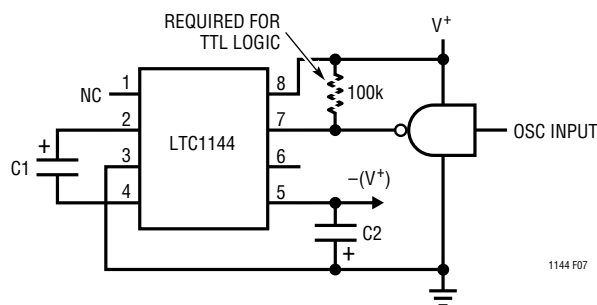 REQUIRED FOR
TTL LOGIC
V+
NC
1
2
3
4
LTC1144
8
7
6
5
100k
OSC INPUT
C1
+
–(V+)
C2
+
1144 F07